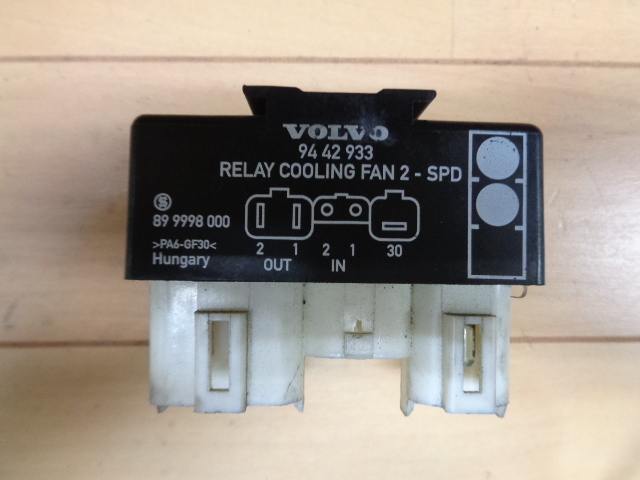 VOLVO
94 42 933
RELAY COOLING FAN 2 - SPD
S
89 9998 000
>PA6-GF30<
Hungary
2 1 2 1 30
OUT IN